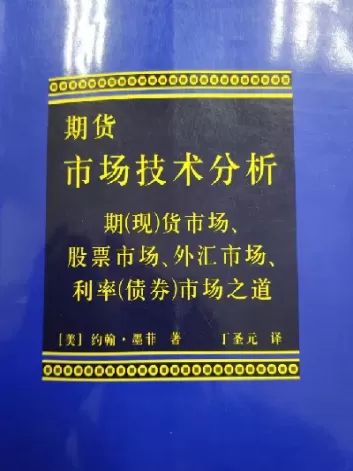 期货
市场技术分析
期(现)货市场、
股票市场、外汇市场、
利率(债券)市场之道
[美] 约翰·墨菲 著 丁圣元 译